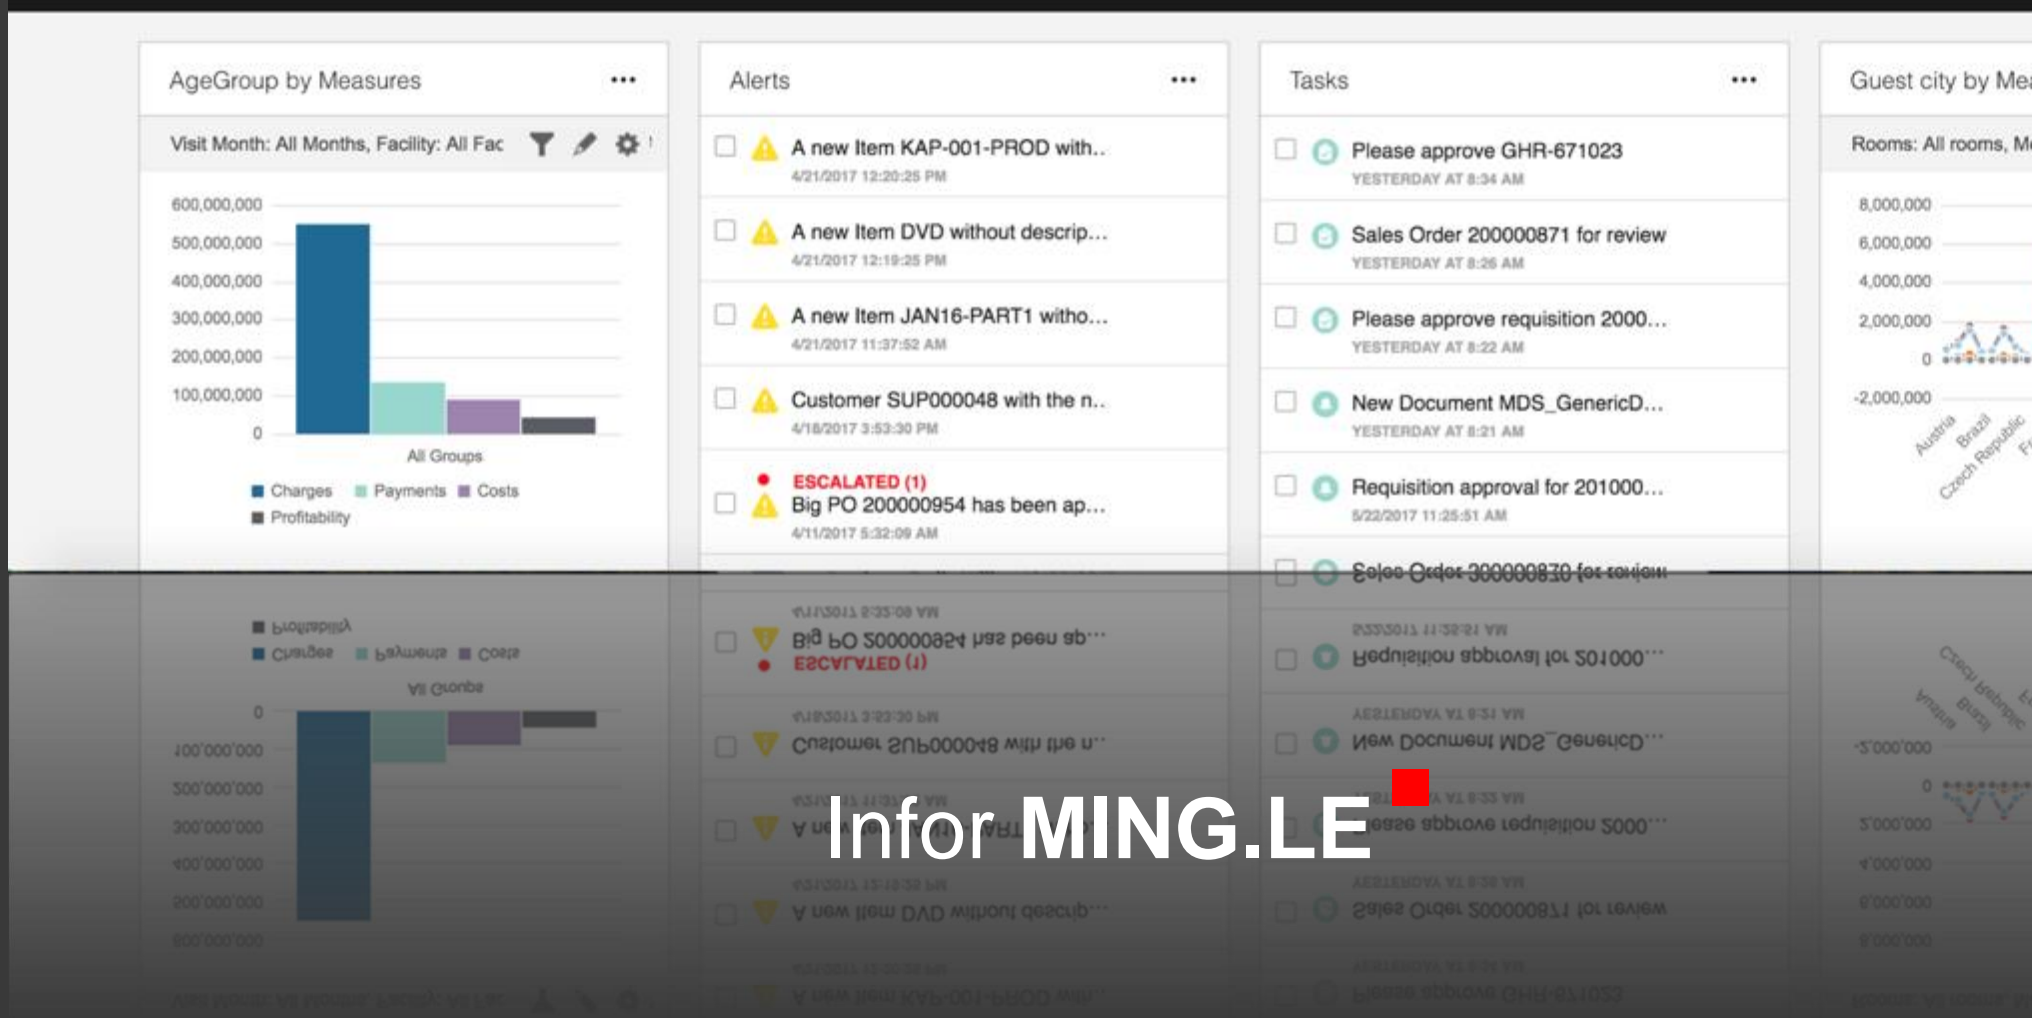 AgeGroup by Measures
Visit Month: All Months, Facility: All Fac
600,000,000
500,000,000
400,000,000
300,000,000
200,000,000
100,000,000
0
All Groups
Charges Payments Costs
Profitability
Alerts
A new Item KAP-001-PROD with..
4/21/2017 12:20:25 PM
A new Item DVD without descrip...
4/21/2017 12:19:25 PM
A new Item JAN16-PART1 witho...
4/21/2017 11:37:52 AM
Customer SUP000048 with the n..
4/18/2017 3:53:30 PM
ESCALATED (1)
Big PO 200000954 has been ap...
4/11/2017 5:32:09 AM
Tasks
Please approve GHR-671023
YESTERDAY AT 8:34 AM
Sales Order 200000871 for review
YESTERDAY AT 8:26 AM
Please approve requisition 2000...
YESTERDAY AT 8:22 AM
New Document MDS_GenericD...
YESTERDAY AT 8:21 AM
Requisition approval for 201000...
5/22/2017 11:25:51 AM
Guest city by Mea
Rooms: All rooms, Me
8,000,000
6,000,000
4,000,000
2,000,000
0
-2,000,000
Austria
Brazil
Czech Republic
Infor MING.LE